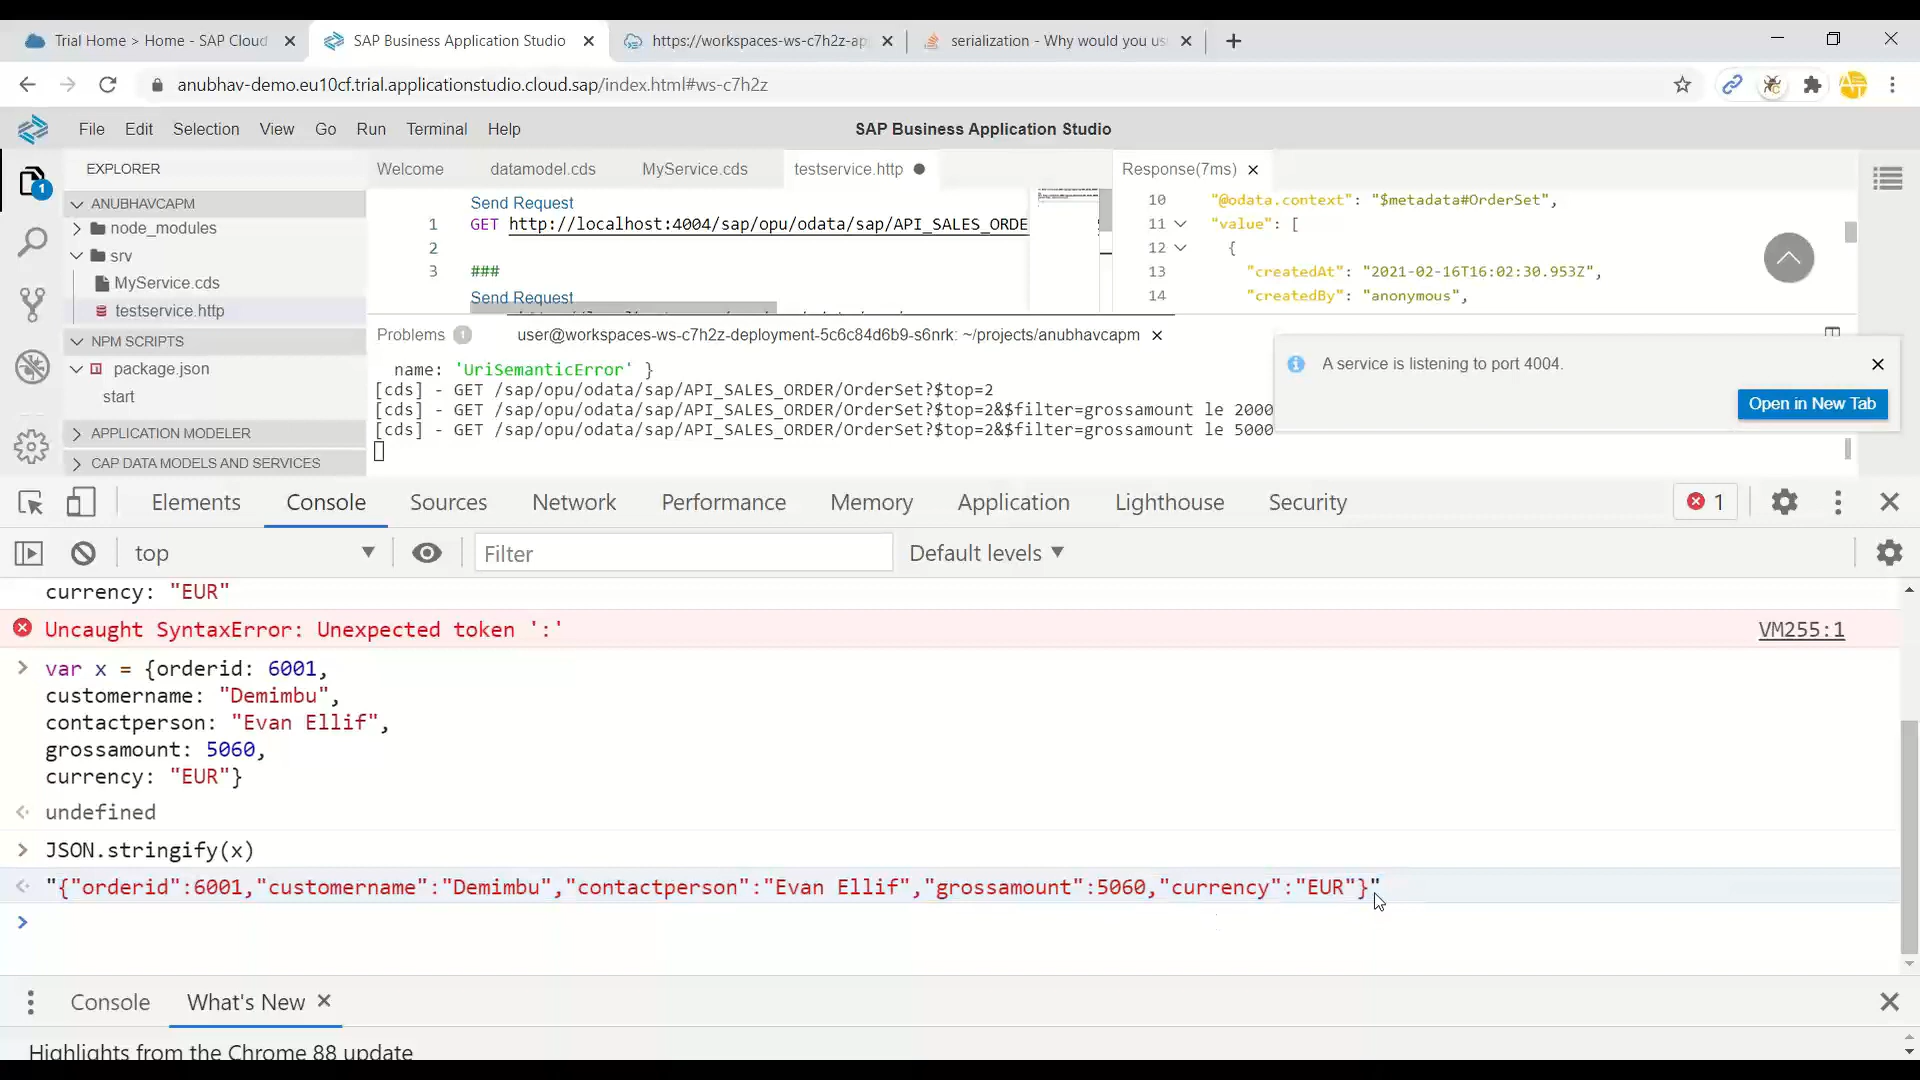 Trial Home > Home - SAP Cloud
SAP Business Application Studio
https://workspaces-ws-c7h2z-ap
serialization - Why would you us
anubhav-demo.eu10cf.trial.applicationstudio.cloud.sap/index.html#ws-c7h2z
File Edit Selection View Go Run Terminal Help
SAP Business Application Studio
EXPLORER
1
ANUBHAVCAPM
node_modules
srv
MyService.cds
testservice.http
NPM SCRIPTS
package.json
start
APPLICATION MODELER
CAP DATA MODELS AND SERVICES
Welcome datamodel.cds MyService.cds testservice.http
Send Request
1 GET http://localhost:4004/sap/opu/odata/sap/API_SALES_ORDE
2
3 ###
Send Request
Response(7ms)
10 "@odata.context": "$metadata#OrderSet",
11 "value": [
12 {
13 "createdAt": "2021-02-16T16:02:30.953Z",
14 "createdBy": "anonymous",
Problems 1 user@workspaces-ws-c7h2z-deployment-5c6c84d6b9-s6nrk: ~/projects/anubhavcapm
name: 'UriSemanticError' }
[cds] - GET /sap/opu/odata/sap/API_SALES_ORDER/OrderSet?$top=2
[cds] - GET /sap/opu/odata/sap/API_SALES_ORDER/OrderSet?$top=2&$filter=grossamount le 2000
[cds] - GET /sap/opu/odata/sap/API_SALES_ORDER/OrderSet?$top=2&$filter=grossamount le 5000
A service is listening to port 4004.
Open in New Tab
Elements Console Sources Network Performance Memory Application Lighthouse Security 1
top Filter Default levels
currency: "EUR"
Uncaught SyntaxError: Unexpected token ':' VM255:1
> var x = {orderid: 6001,
customername: "Demimbu",
contactperson: "Evan Ellif",
grossamount: 5060,
currency: "EUR"}
undefined
> JSON.stringify(x)
"{"orderid":6001,"customername":"Demimbu","contactperson":"Evan Ellif","grossamount":5060,"currency":"EUR"}"
>
Console What's New
Highlights from the Chrome 88 update